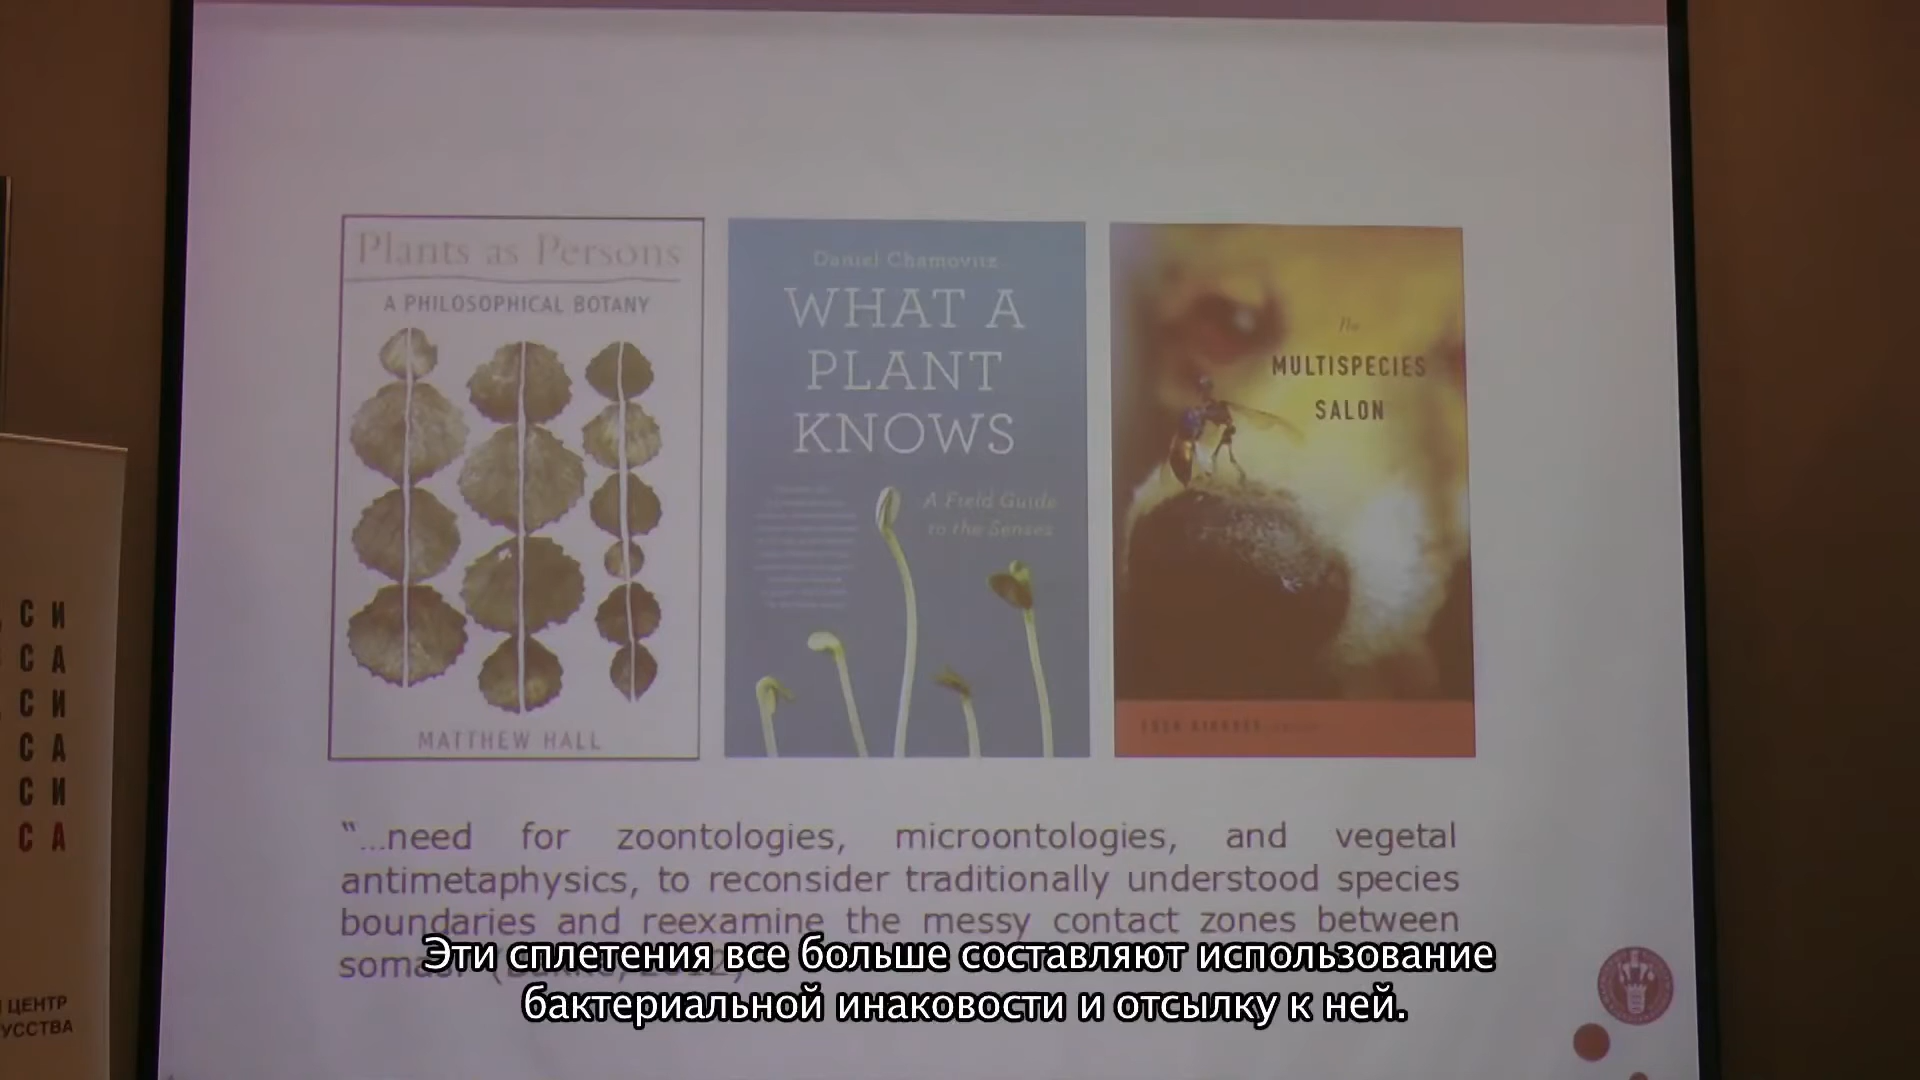 Plants as Persons
A PHILOSOPHICAL BOTANY
MATTHEW HALL
Daniel Chamovitz
WHAT A
PLANT
KNOWS
A Field Guide
to the Senses
The
MULTISPECIES
SALON
“...need for zoontologies, microontologies, and vegetal
antimetaphysics, to reconsider traditionally understood species
boundaries and reexamine the messy contact zones between
Эти сплетения все больше составляют использование
бактериальной инаковости и отсылку к ней.
С И
С А
С И
С А
С И
С А
ЦЕНТР
УССТВА